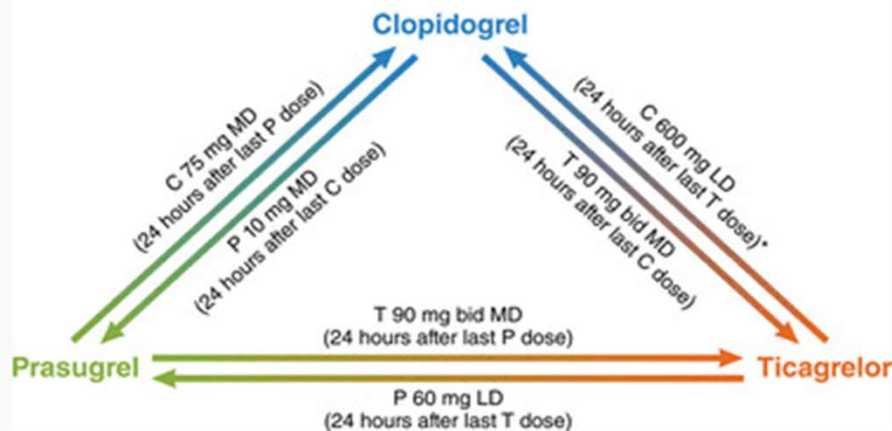 Clopidogrel
C 75 mg MD
(24 hours after last P dose)
P 10 mg MD
(24 hours after last C dose)
C 600 mg LD
(24 hours after last T dose)*
T 90 mg bid MD
(24 hours after last C dose)
T 90 mg bid MD
(24 hours after last P dose)
Prasugrel
Ticagrelor
P 60 mg LD
(24 hours after last T dose)